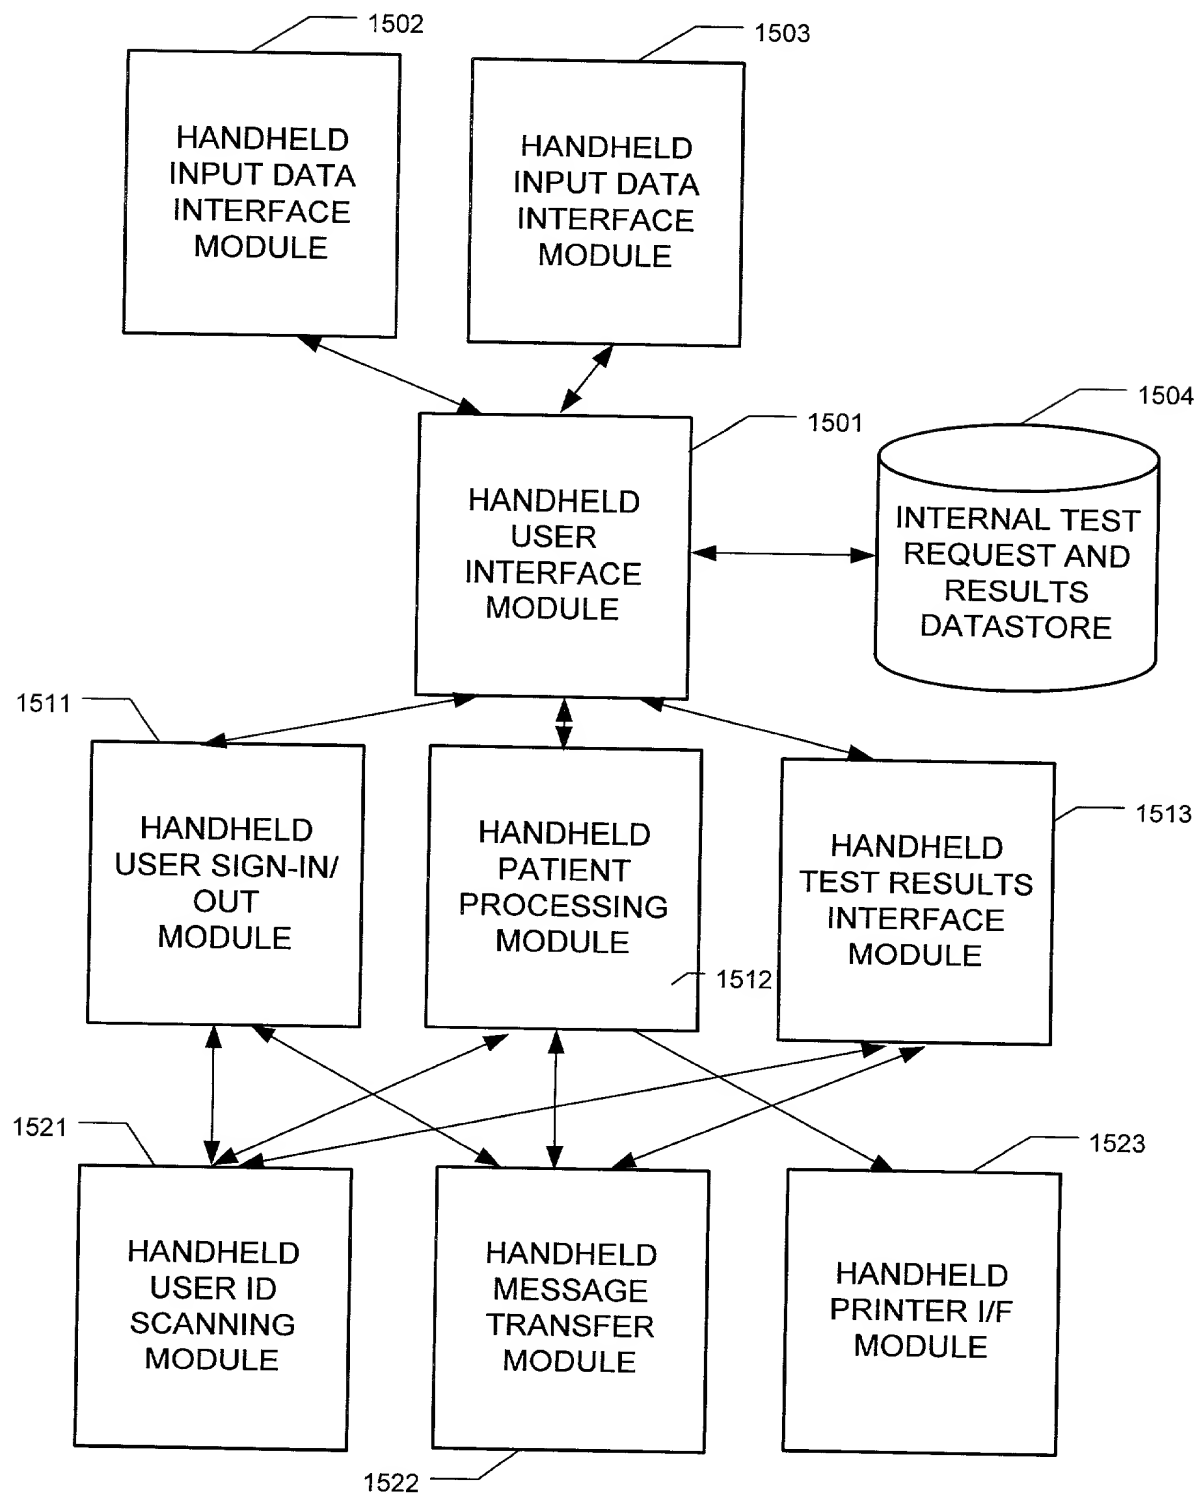 1502
1503
HANDHELD
INPUT DATA
INTERFACE
MODULE
HANDHELD
INPUT DATA
INTERFACE
MODULE
1501
1504
HANDHELD
USER
INTERFACE
MODULE
INTERNAL TEST
REQUEST AND
RESULTS
DATASTORE
1511
1513
HANDHELD
USER SIGN-IN/
OUT
MODULE
HANDHELD
PATIENT
PROCESSING
MODULE
1512
HANDHELD
TEST RESULTS
INTERFACE
MODULE
1521
1523
HANDHELD
USER ID
SCANNING
MODULE
HANDHELD
MESSAGE
TRANSFER
MODULE
HANDHELD
PRINTER I/F
MODULE
1522